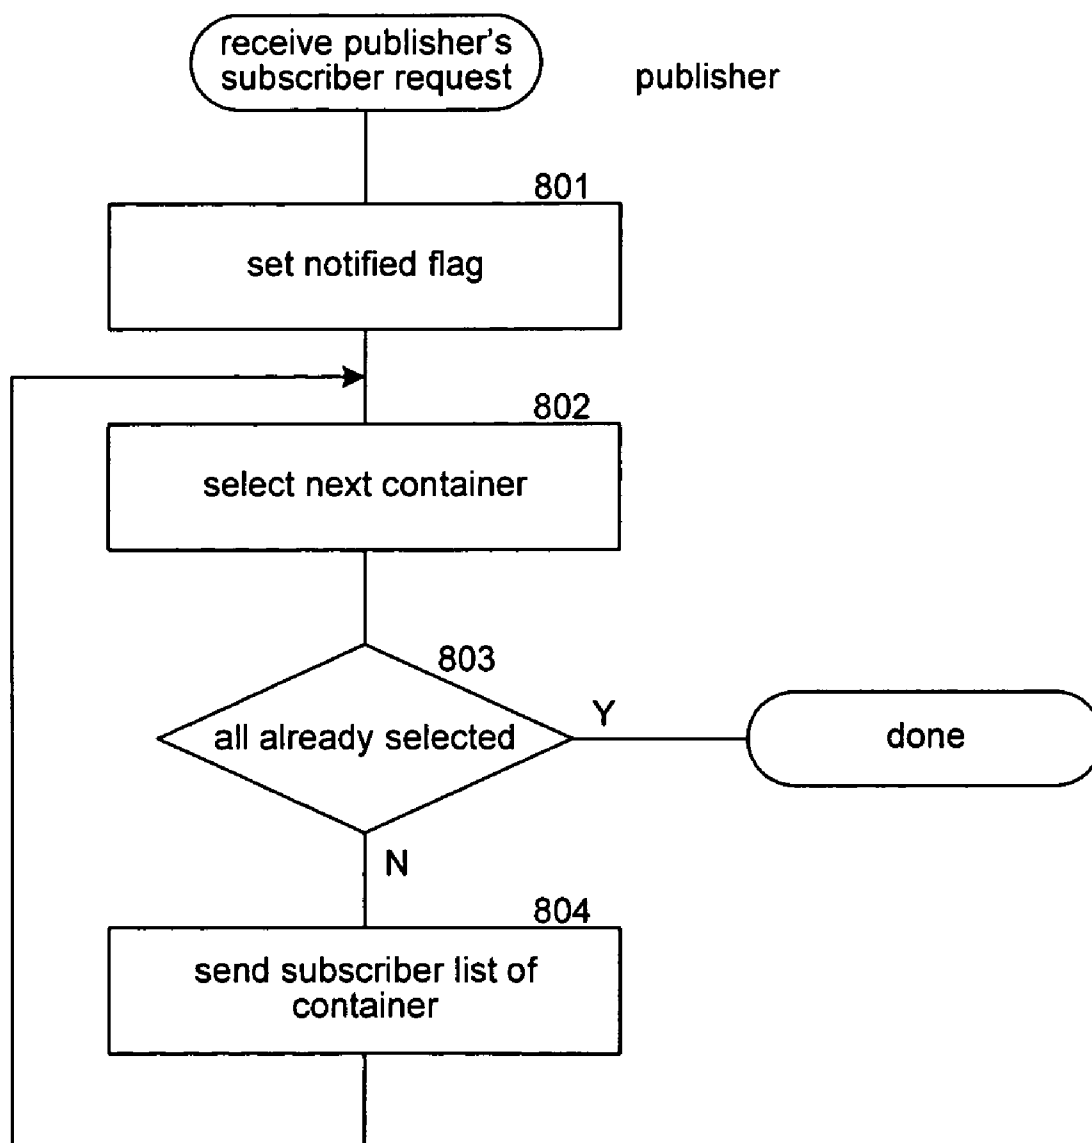 receive publisher's
subscriber request
publisher
801
set notified flag
802
select next container
803
all already selected
Y
done
N
804
send subscriber list of
container